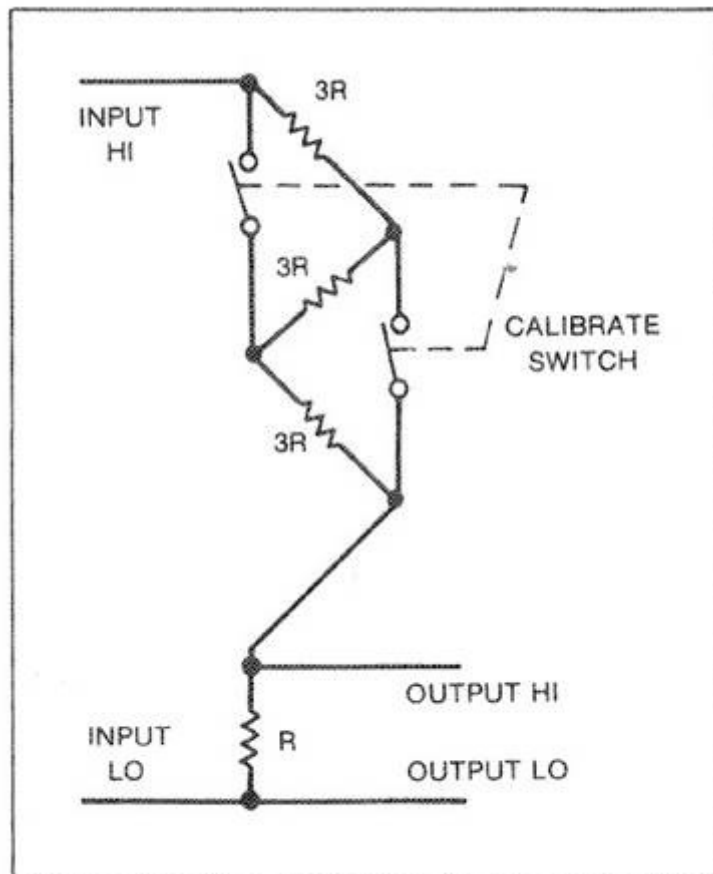 3R
INPUT
HI
3R
CALIBRATE
SWITCH
3R
OUTPUT HI
INPUT
LO
R
OUTPUT LO